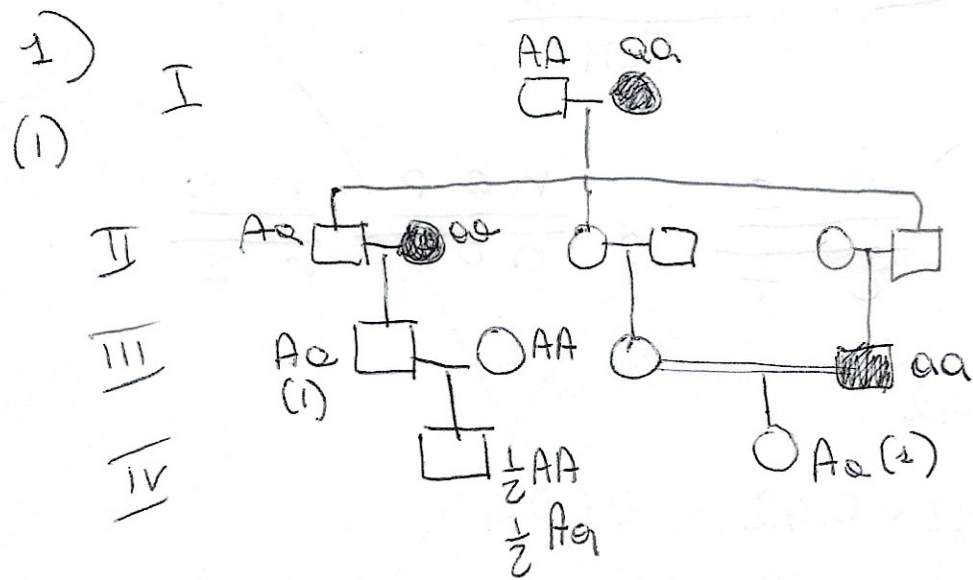 1)
AA aa
I
(1)
II Aa aa
III Aa AA aa
(1)
IV 1/2 AA Aa (1)
1/2 Aa